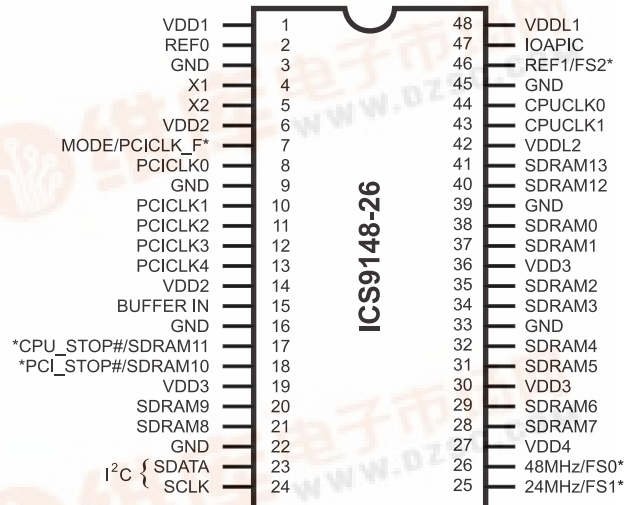 VDD1 1 48 VDDL1
REF0 2 47 IOAPIC
GND 3 46 REF1/FS2*
X1 4 45 GND
X2 5 44 CPUCLK0
VDD2 6 43 CPUCLK1
MODE/PCICLK_F* 7 42 VDDL2
PCICLK0 8 41 SDRAM13
GND 9 40 SDRAM12
PCICLK1 10 39 GND
PCICLK2 11 38 SDRAM0
PCICLK3 12 37 SDRAM1
PCICLK4 13 36 VDD3
VDD2 14 35 SDRAM2
BUFFER IN 15 34 SDRAM3
GND 16 33 GND
*CPU_STOP#/SDRAM11 17 32 SDRAM4
*PCI_STOP#/SDRAM10 18 31 SDRAM5
VDD3 19 30 VDD3
SDRAM9 20 29 SDRAM6
SDRAM8 21 28 SDRAM7
GND 22 27 VDD4
I²C { SDATA 23 26 48MHz/FS0*
SCLK 24 25 24MHz/FS1*
ICS9148-26